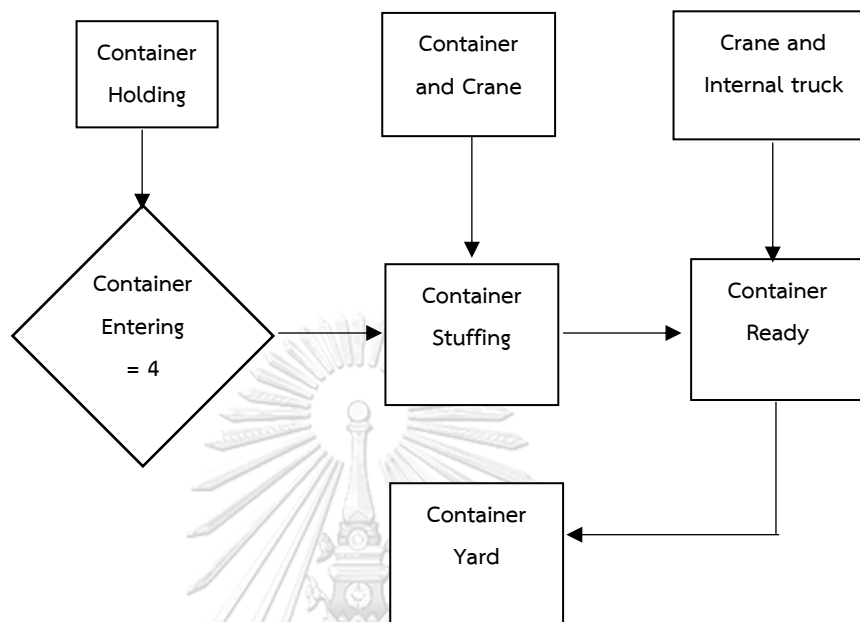 Container
Holding
Container
and Crane
Crane and
Internal truck
Container
Entering
= 4
Container
Stuffing
Container
Ready
Container
Yard